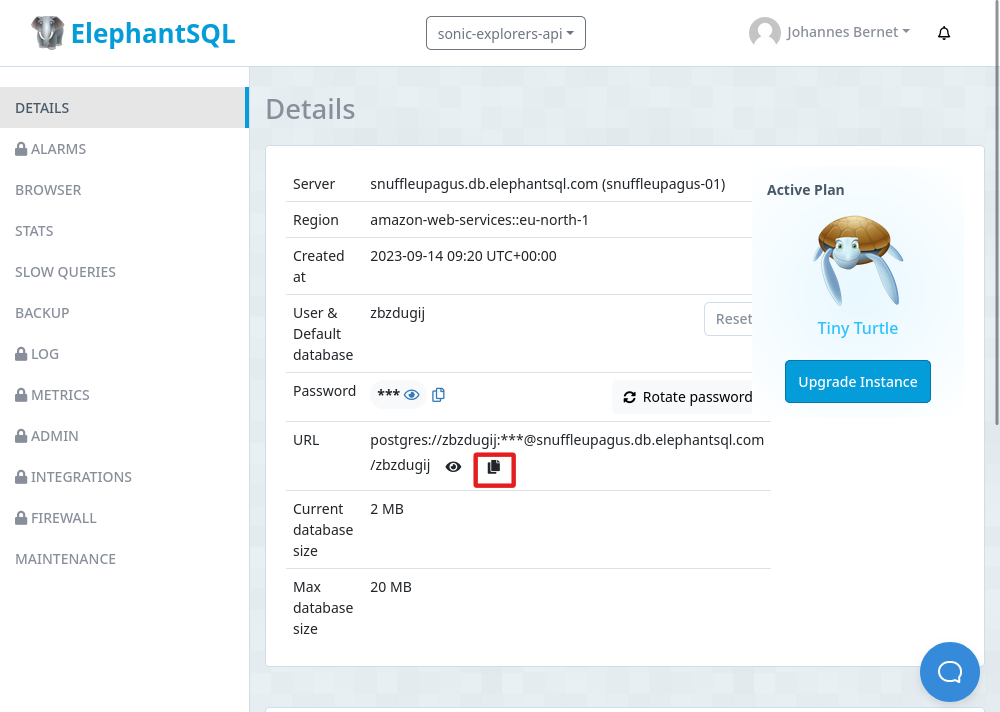 ElephantSQL
sonic-explorers-api
Johannes Bernet
DETAILS
ALARMS
BROWSER
STATS
SLOW QUERIES
BACKUP
LOG
METRICS
ADMIN
INTEGRATIONS
FIREWALL
MAINTENANCE
Details
Server snuffleupagus.db.elephantsql.com (snuffleupagus-01)
Region amazon-web-services::eu-north-1
Created 2023-09-14 09:20 UTC+00:00
at
User & zbzdugij Reset
Default
database
Password *** Rotate password
URL postgres://zbzdugij:***@snuffleupagus.db.elephantsql.com
/zbzdugij
Current 2 MB
database
size
Max 20 MB
database
size
Active Plan
Tiny Turtle
Upgrade Instance